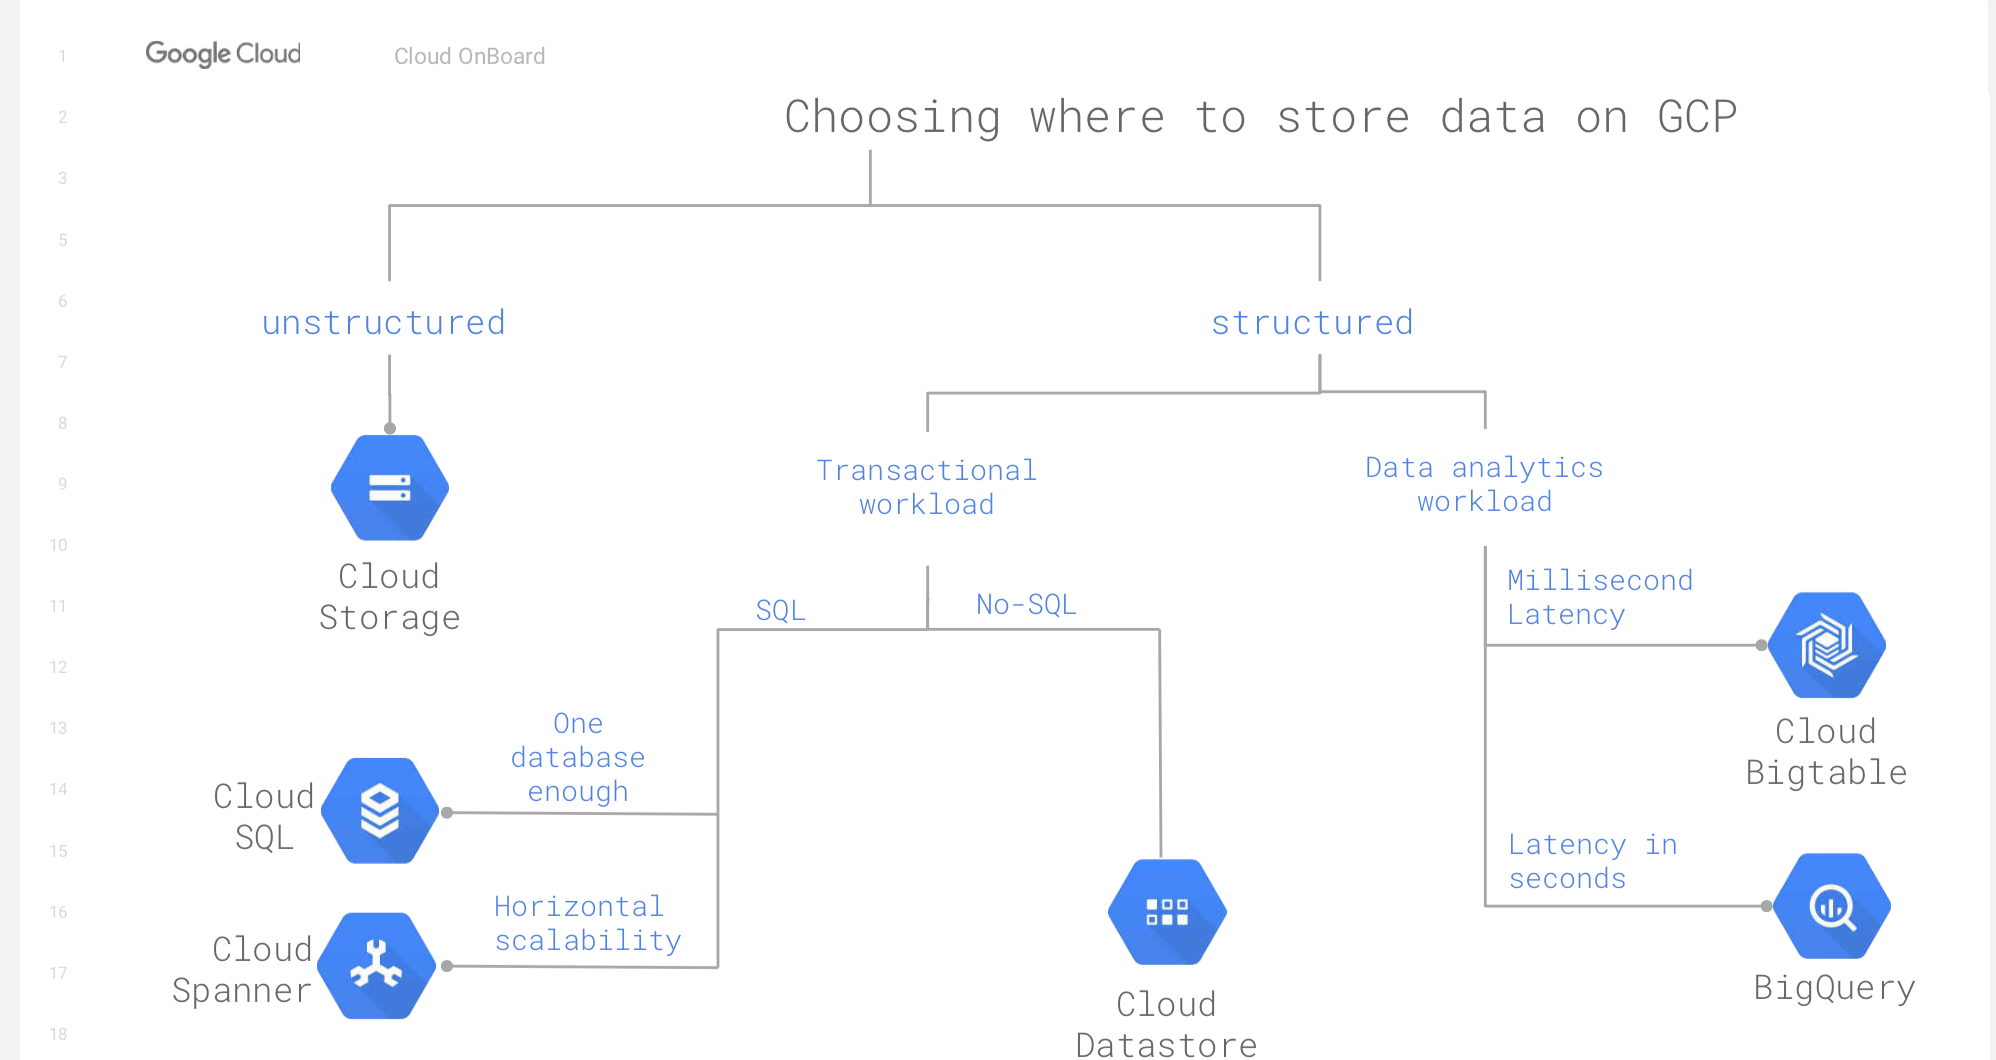 1
Google Cloud
Cloud OnBoard
2
Choosing where to store data on GCP
3
5
6
unstructured
structured
7
8
9
Transactional
workload
Data analytics
workload
10
Cloud
Storage
11
SQL
No-SQL
Millisecond
Latency
12
13
One
database
enough
Cloud
Bigtable
14
Cloud
SQL
15
Latency in
seconds
16
Horizontal
scalability
17
Cloud
Spanner
BigQuery
18
Cloud
Datastore